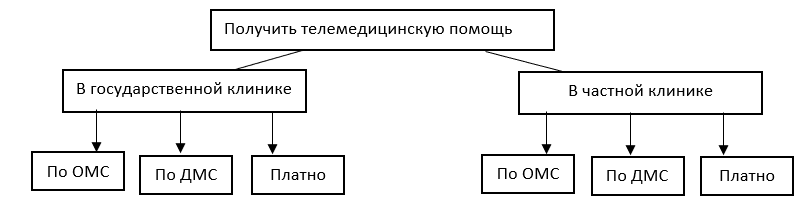 Получить телемедицинскую помощь
В государственной клинике
В частной клинике
По ОМС
По ДМС
Платно
По ОМС
По ДМС
Платно